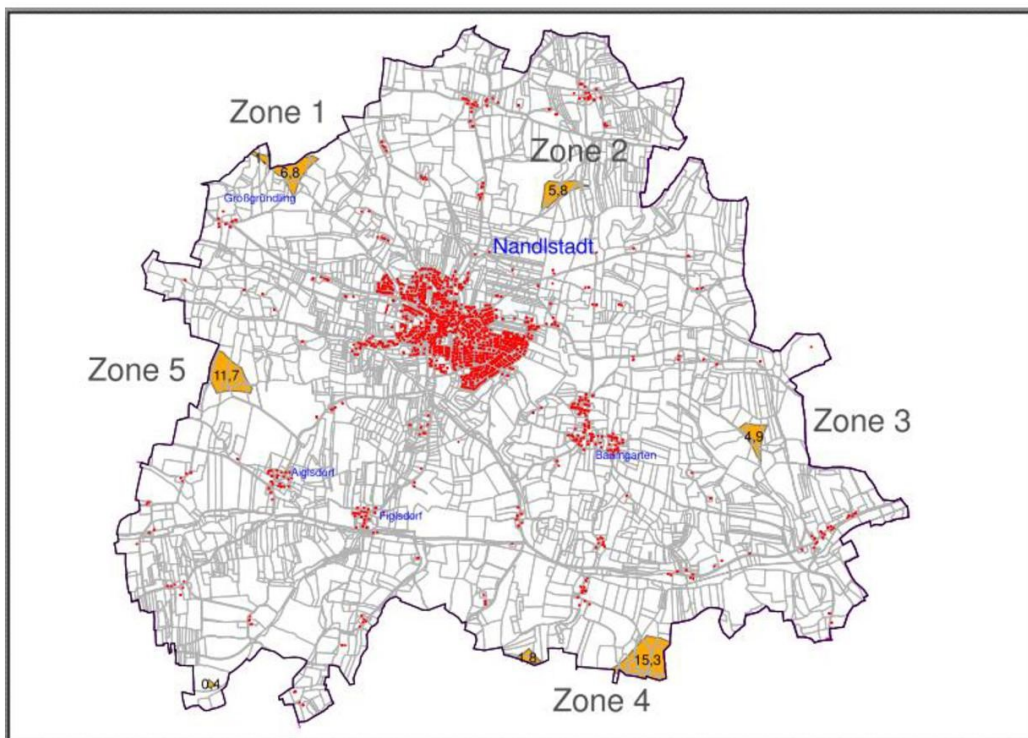 Zone 1
Zone 2
6,8
5,8
Großgründling
Nandlstadt
Zone 5
11,7
Zone 3
4,9
Baumgarten
Aiglsdorf
Figlsdorf
1,8
15,3
0,4
Zone 4